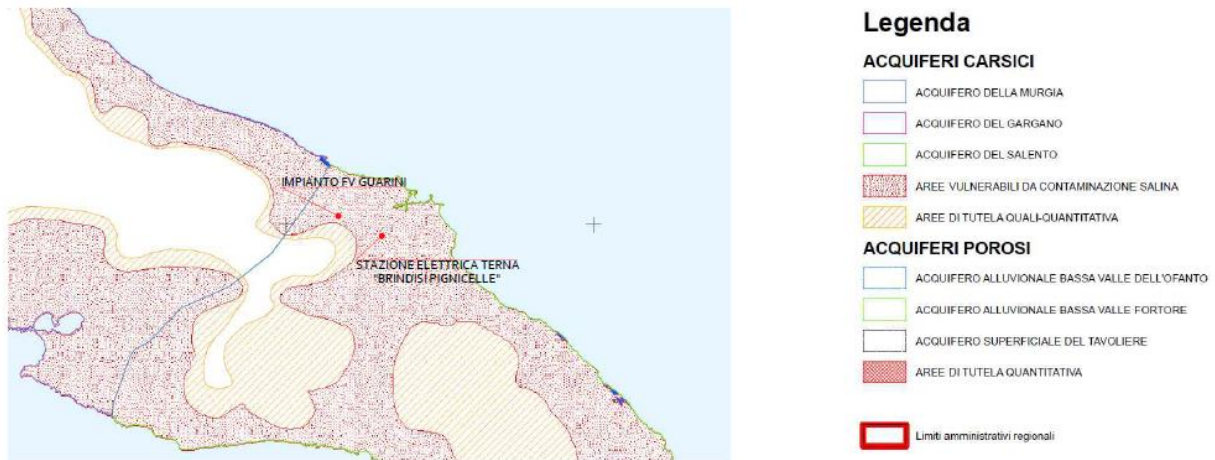 IMPIANTO FV GUARINI
STAZIONE ELETTRICA TERNA
"BRINDISI PIGNICELLE"
Legenda
ACQUIFERI CARSICI
ACQUIFERO DELLA MURGIA
ACQUIFERO DEL GARGANO
ACQUIFERO DEL SALENTO
AREE VULNERABILI DA CONTAMINAZIONE SALINA
AREE DI TUTELA QUALI-QUANTITATIVA
ACQUIFERI POROSI
ACQUIFERO ALLUVIONALE BASSA VALLE DELL'OFANTO
ACQUIFERO ALLUVIONALE BASSA VALLE FORTORE
ACQUIFERO SUPERFICIALE DEL TAVOLIERE
AREE DI TUTELA QUANTITATIVA
Limiti amministrativi regionali